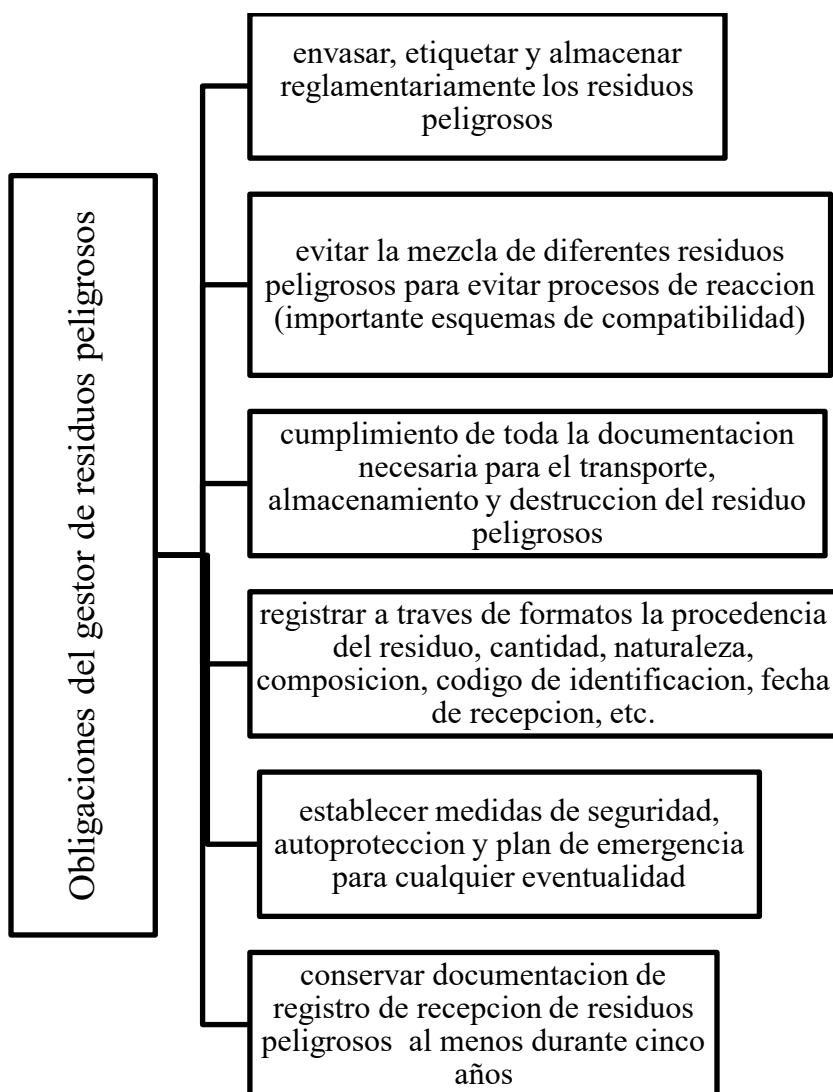 Obligaciones del gestor de residuos peligrosos
envasar, etiquetar y almacenar
reglamentariamente los residuos
peligrosos
evitar la mezcla de diferentes residuos
peligrosos para evitar procesos de reaccion
(importante esquemas de compatibilidad)
cumplimiento de toda la documentacion
necesaria para el transporte,
almacenamiento y destruccion del residuo
peligrosos
registrar a traves de formatos la procedencia
del residuo, cantidad, naturaleza,
composicion, codigo de identificacion, fecha
de recepcion, etc.
establecer medidas de seguridad,
autoproteccion y plan de emergencia
para cualquier eventualidad
conservar documentacion de
registro de recepcion de residuos
peligrosos al menos durante cinco
años